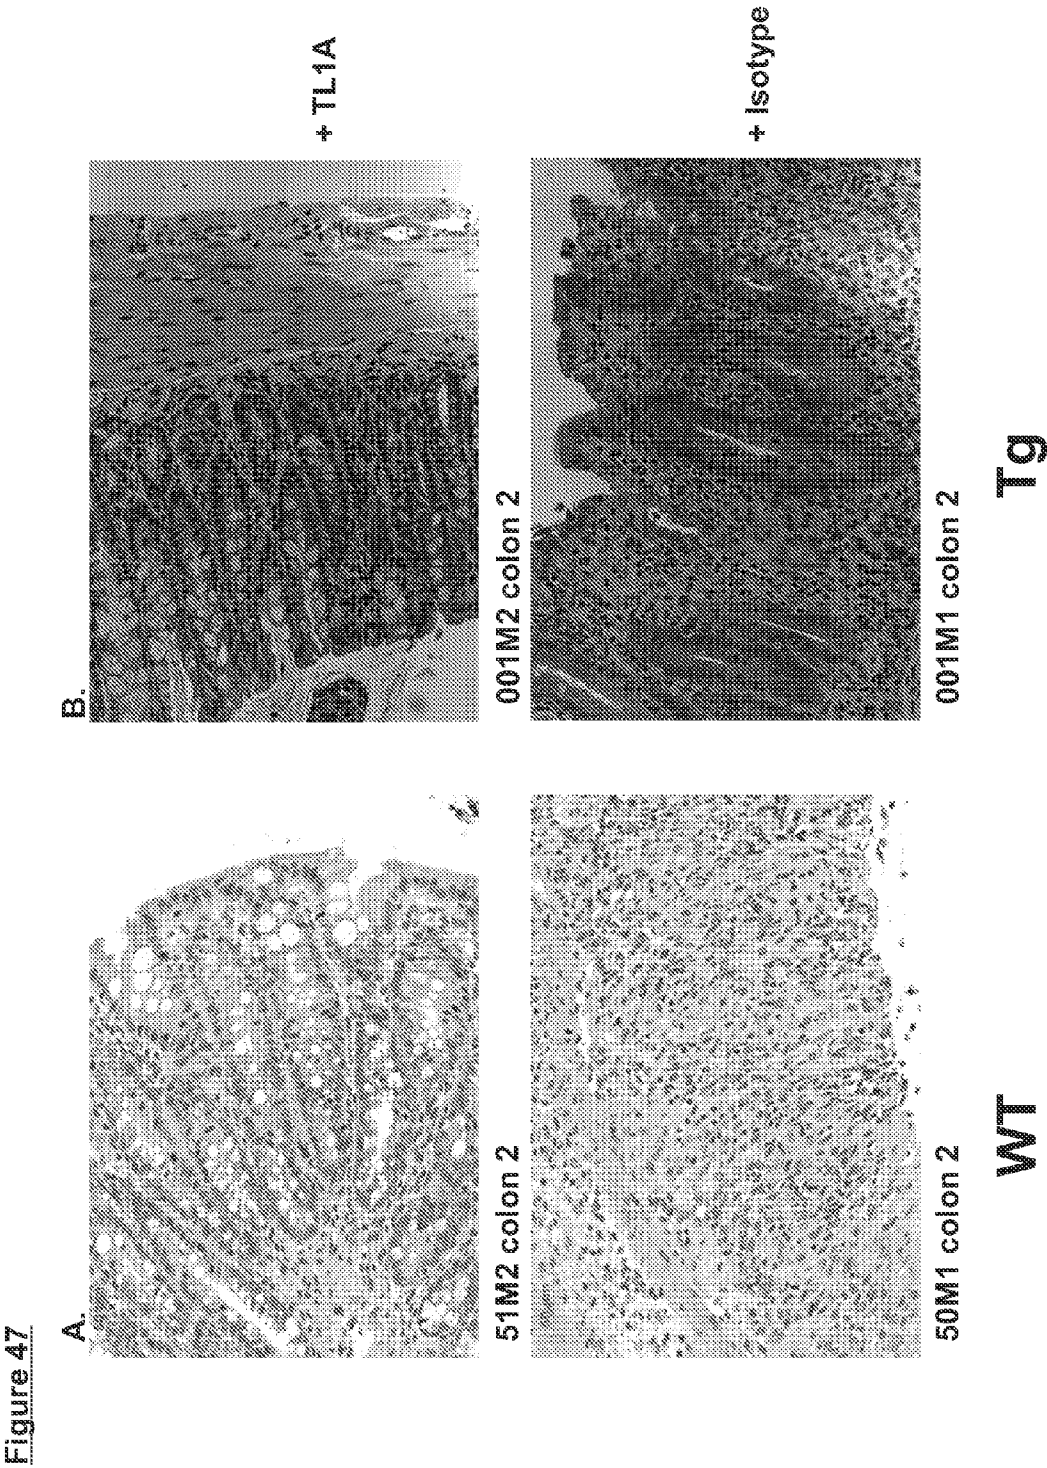 Figure 47
A.
B.
+ TL1A
51M2 colon 2
001M2 colon 2
+ Isotype
50M1 colon 2
001M1 colon 2
WT
Tg